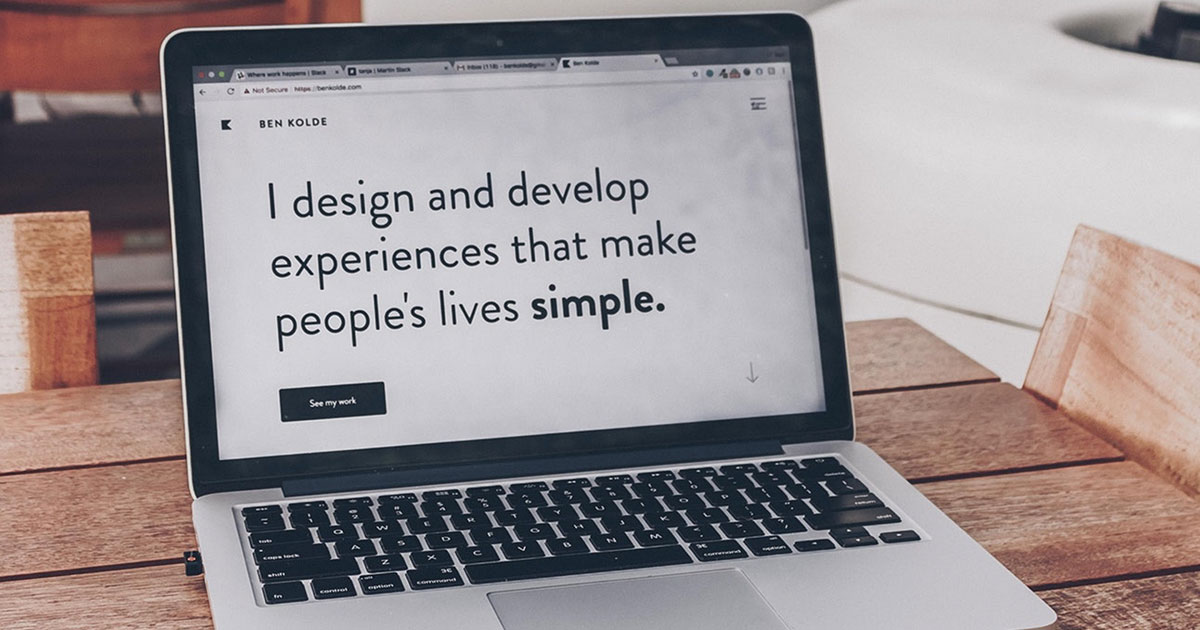 Where work happens | Slack
tanja | Martin Slack
Inbox (118) - benkolde@gmai
Ben Kolde
Not Secure | https://benkolde.com
BEN KOLDE
I design and develop
experiences that make
people's lives simple.
See my work
tab
caps lock
shift
fn
control
option
command
Q W E R T Y U
A S D F G H J K
Z X C V B N M
command
option
return
shift